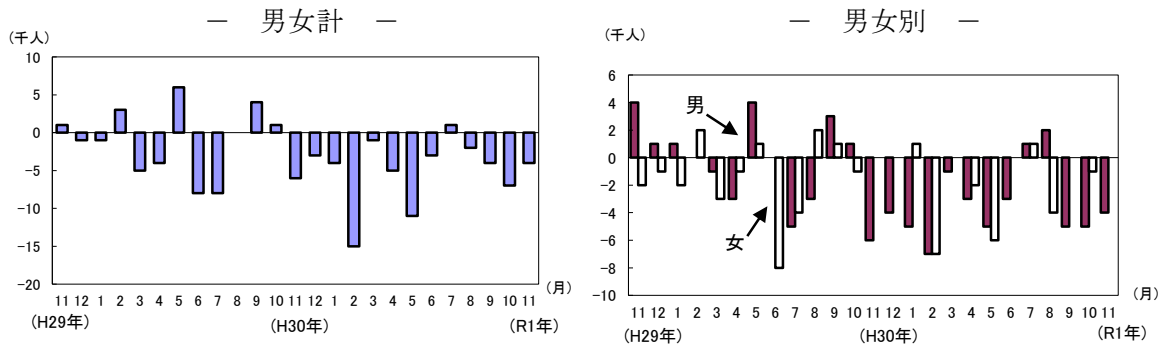 － 男女計 －
（千人）
10
5
0
-5
-10
-15
-20
11 12 1 2 3 4 5 6 7 8 9 10 11 12 1 2 3 4 5 6 7 8 9 10 11
（月）
（H29年） （H30年） （R1年）
－ 男女別 －
（千人）
6
4
2
0
-2
-4
-6
-8
-10
男
女
11 12 1 2 3 4 5 6 7 8 9 10 11 12 1 2 3 4 5 6 7 8 9 10 11
（月）
（H29年） （H30年） （R1年）